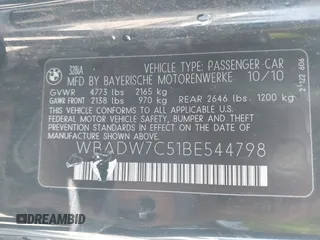 328iA
VEHICLE TYPE: PASSENGER CAR
MFD BY BAYERISCHE MOTORENWERKE 10/10
GVWR 4773 lbs 2165 kg
GAWR FRONT 2138 lbs 970 kg REAR 2646 lbs 1200 kg
THIS VEHICLE CONFORMS TO ALL APPLICABLE FEDERAL MOTOR
VEHICLE SAFETY, BUMPER, AND THEFT PREVENTION STANDARDS
IN EFFECT ON THE DATE OF MANUFACTURE SHOWN ABOVE.
WBADW7C51BE544798
DREAMBID